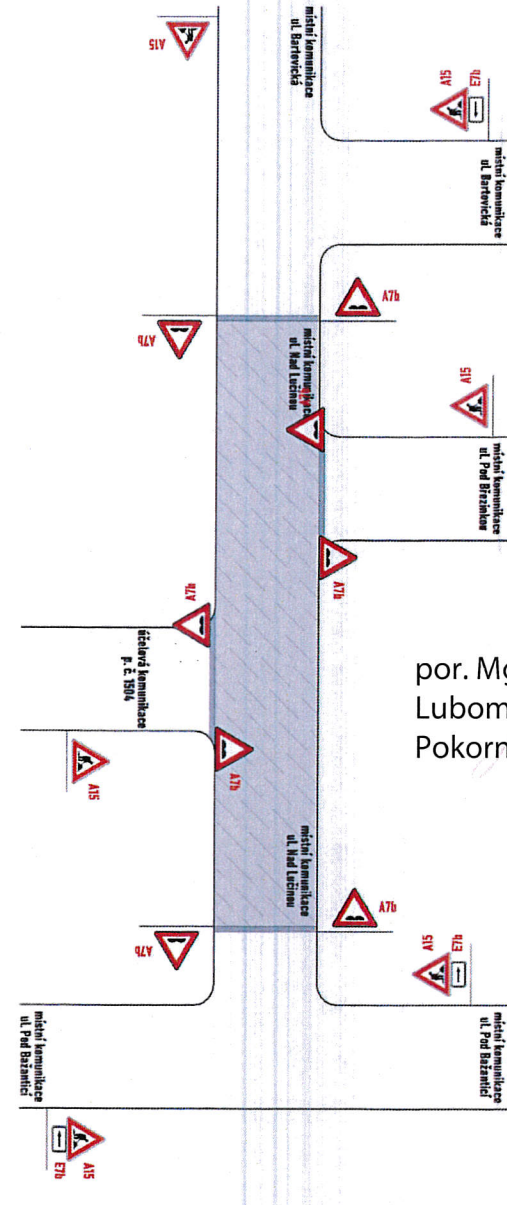 A15
místní komunikace
ul. Bartovická
E7b
A15
místní komunikace
ul. Bartovická
A7b
A7b
místní komunikace
ul. Nad Lučinou
A15
místní komunikace
ul. Pod Březinkou
A7b
A7b
účelová komunikace
p. č. 1504
A15
A7b
místní komunikace
ul. Nad Lučinou
por. Mg
Lubom
Pokorn
A7b
A7b
E7b
A15
místní komunikace
ul. Pod Bažanticí
místní komunikace
ul. Pod Bažanticí
A15
E7b